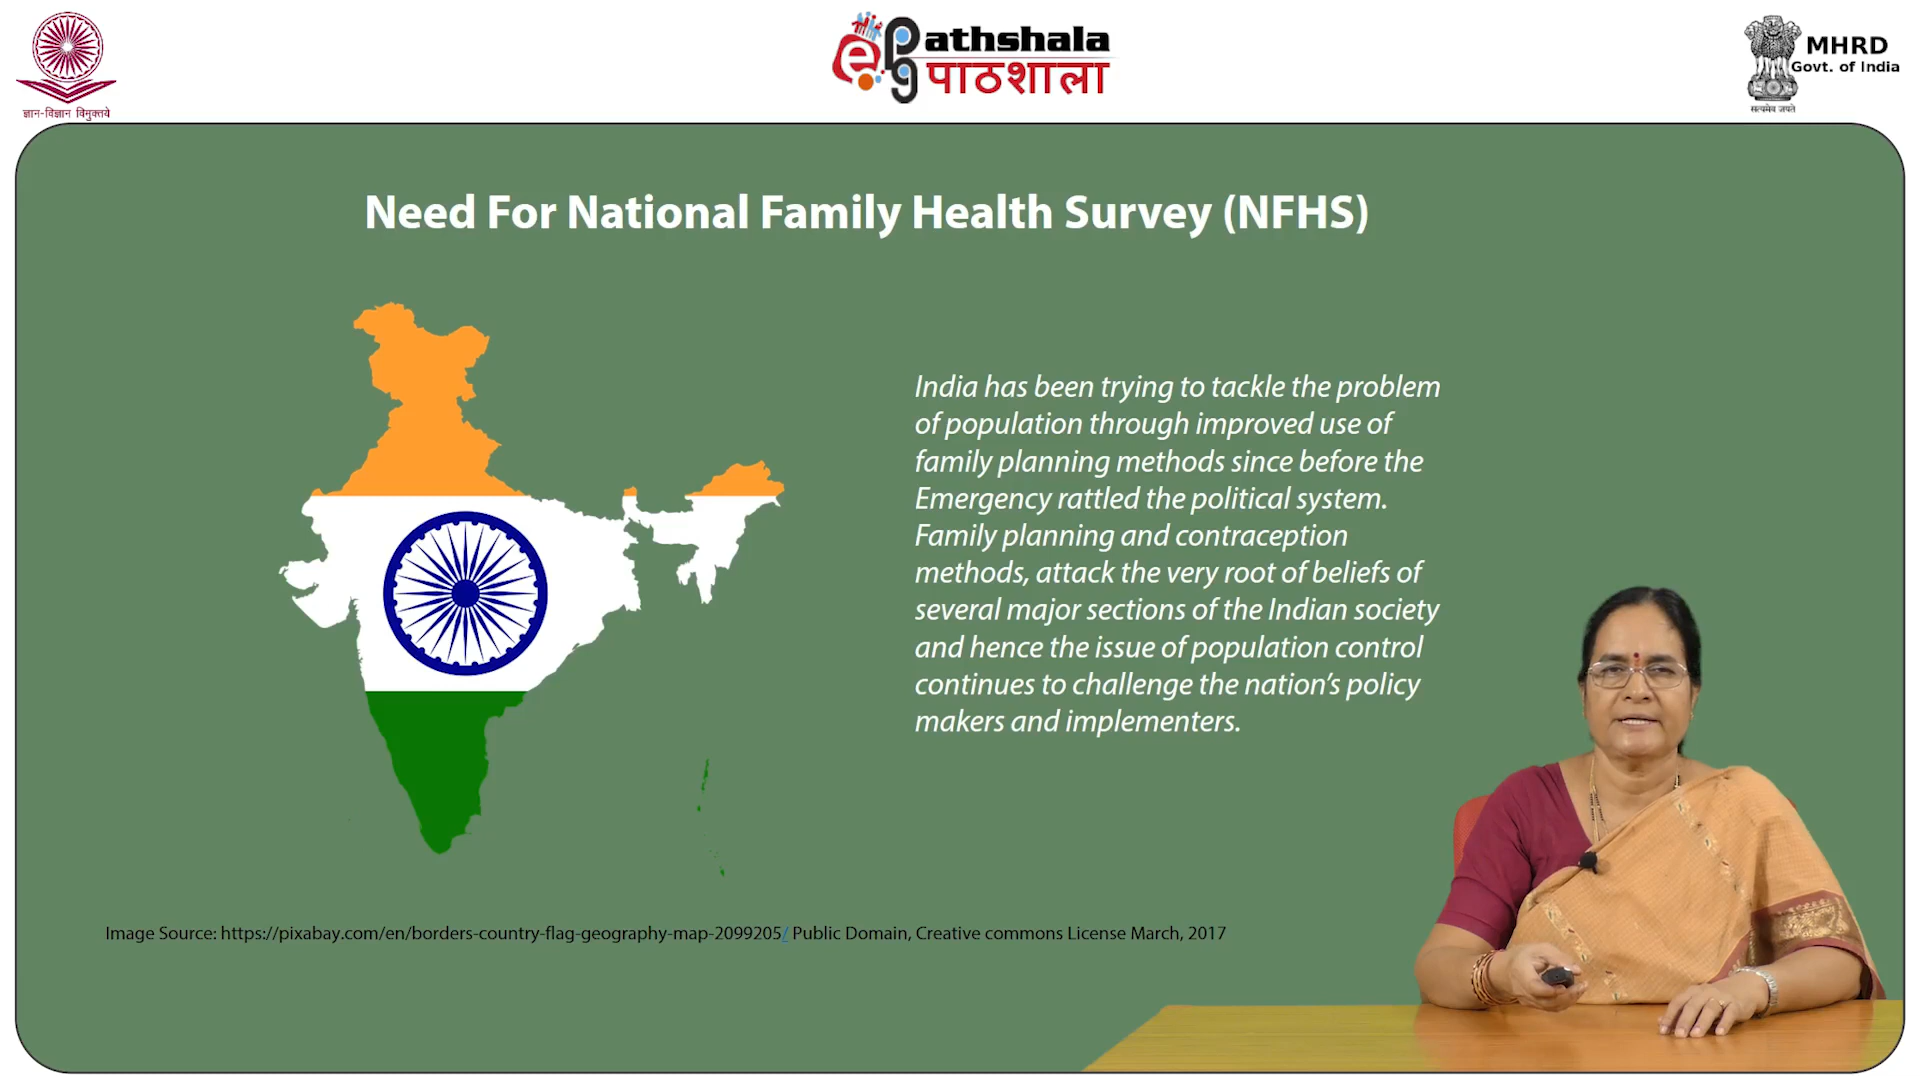 ज्ञान-विज्ञान विमुक्तये
e Pg athshala
पाठशाला
MHRD
Govt. of India
सत्यमेव जयते
Need For National Family Health Survey (NFHS)
India has been trying to tackle the problem
of population through improved use of
family planning methods since before the
Emergency rattled the political system.
Family planning and contraception
methods, attack the very root of beliefs of
several major sections of the Indian society
and hence the issue of population control
continues to challenge the nation's policy
makers and implementers.
Image Source: https://pixabay.com/en/borders-country-flag-geography-map-2099205/ Public Domain, Creative commons License March, 2017